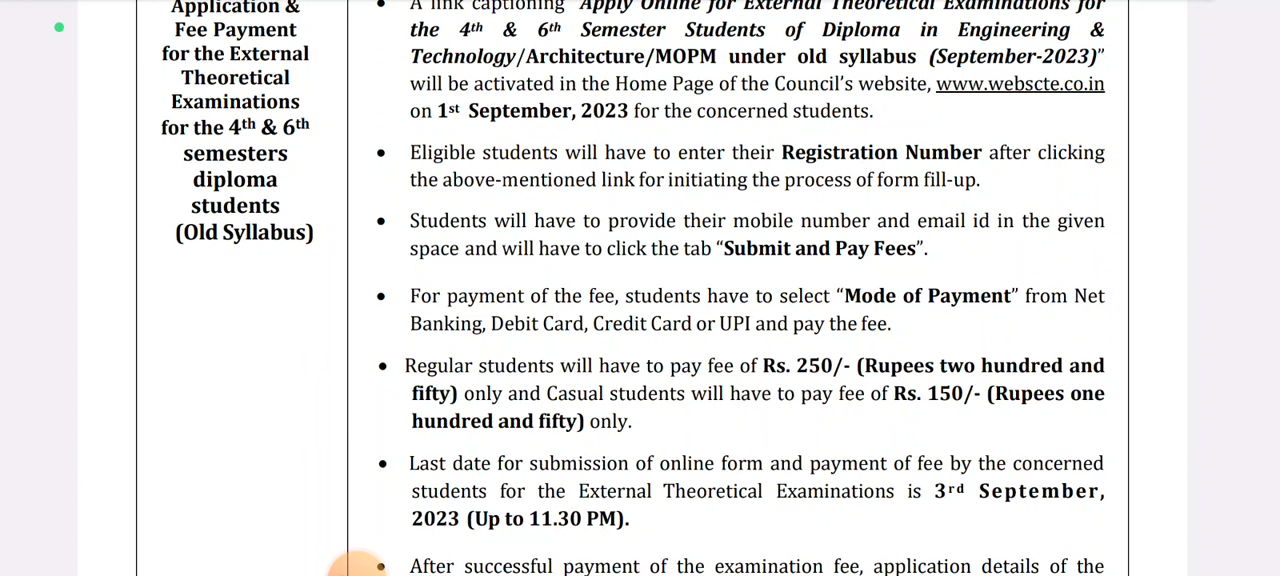 Application &
Fee Payment
for the External
Theoretical
Examinations
for the 4th & 6th
semesters
diploma
students
(Old Syllabus)
• A link captioning "Apply Online for External Theoretical Examinations for
the 4th & 6th Semester Students of Diploma in Engineering &
Technology/Architecture/MOPM under old syllabus (September-2023)”
will be activated in the Home Page of the Council’s website, www.webscte.co.in
on 1st September, 2023 for the concerned students.
• Eligible students will have to enter their Registration Number after clicking
the above-mentioned link for initiating the process of form fill-up.
• Students will have to provide their mobile number and email id in the given
space and will have to click the tab “Submit and Pay Fees”.
• For payment of the fee, students have to select “Mode of Payment” from Net
Banking, Debit Card, Credit Card or UPI and pay the fee.
• Regular students will have to pay fee of Rs. 250/- (Rupees two hundred and
fifty) only and Casual students will have to pay fee of Rs. 150/- (Rupees one
hundred and fifty) only.
• Last date for submission of online form and payment of fee by the concerned
students for the External Theoretical Examinations is 3rd September,
2023 (Up to 11.30 PM).
• After successful payment of the examination fee, application details of the